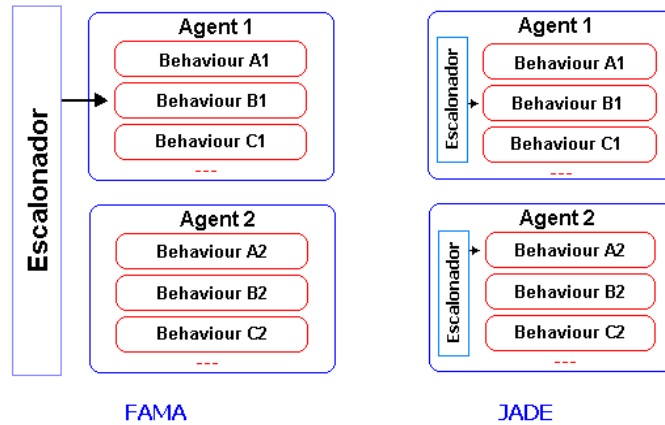 Escalonador
Agent 1
Behaviour A1
Behaviour B1
Behaviour C1
---
Agent 2
Behaviour A2
Behaviour B2
Behaviour C2
---
FAMA
Agent 1
Escalonador
Behaviour A1
Behaviour B1
Behaviour C1
---
Agent 2
Escalonador
Behaviour A2
Behaviour B2
Behaviour C2
---
JADE